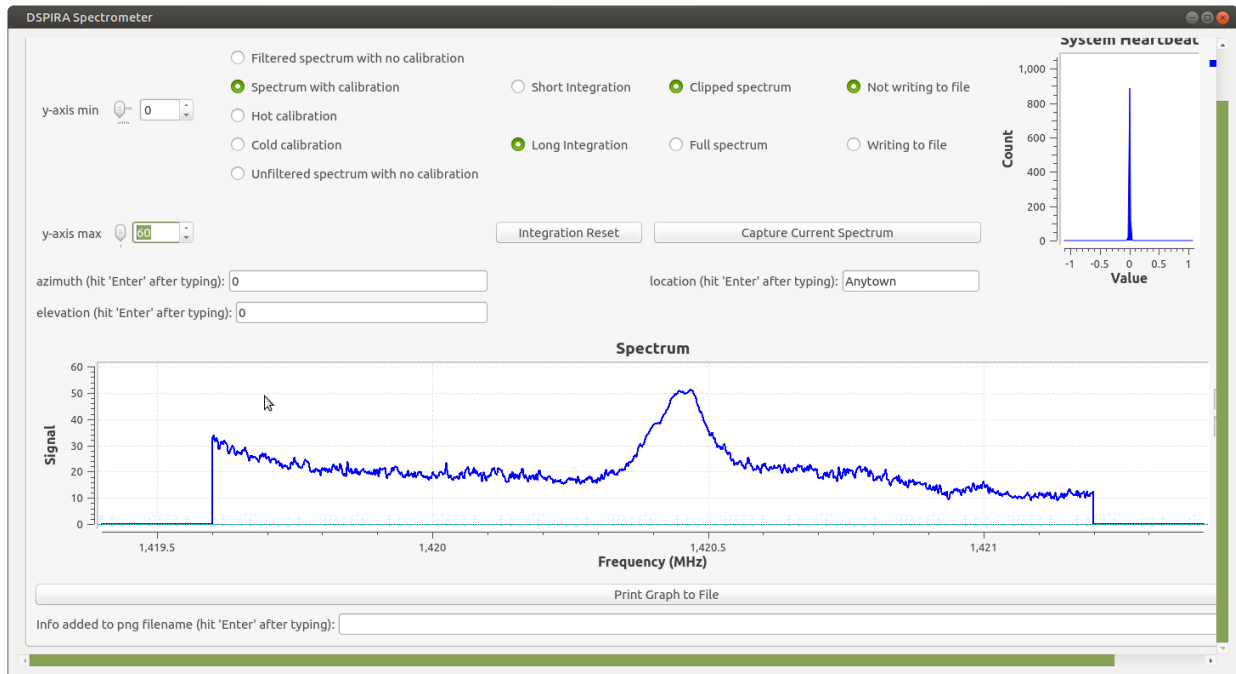 DSPIRA Spectrometer
System Heartbeat
Filtered spectrum with no calibration
Spectrum with calibration
Short Integration
Clipped spectrum
Not writing to file
y-axis min
0
Hot calibration
Cold calibration
Long Integration
Full spectrum
Writing to file
Unfiltered spectrum with no calibration
1,000
800
600
400
200
0
Count
-1 -0.5 0 0.5 1
Value
y-axis max
60
Integration Reset
Capture Current Spectrum
azimuth (hit 'Enter' after typing): 0
location (hit 'Enter' after typing): Anytown
elevation (hit 'Enter' after typing): 0
Spectrum
60
50
40
30
20
10
0
Signal
1,419.5 1,420 1,420.5 1,421
Frequency (MHz)
Print Graph to File
Info added to png filename (hit 'Enter' after typing):